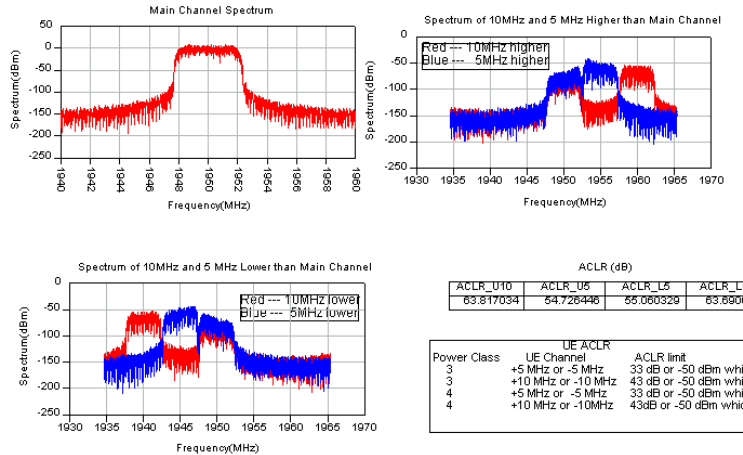 Main Channel Spectrum
50
0
-50
-100
-150
-200
-250
Spectrum(dBm)
1940
1942
1944
1946
1948
1950
1952
1954
1956
1958
1960
Frequency(MHz)
Spectrum of 10MHz and 5 MHz Higher than Main Channel
Red --- 10MHz higher
Blue --- 5MHz higher
0
-50
-100
-150
-200
-250
Spectrum(dBm)
1930
1935
1940
1945
1950
1955
1960
1965
1970
Frequency(MHz)
Spectrum of 10MHz and 5 MHz Lower than Main Channel
Red --- 10MHz lower
Blue --- 5MHz lower
0
-50
-100
-150
-200
-250
Spectrum(dBm)
1930
1935
1940
1945
1950
1955
1960
1965
1970
Frequency(MHz)
ACLR (dB)
ACLR_U10 ACLR_U5 ACLR_L5
63.817034 54.726446 55.060329
UE ACLR
Power Class UE Channel ACLR limit
3 +5 MHz or -5 MHz 33 dB or -50 dBm
3 +10 MHz or -10 MHz 43 dB or -50 dBm
4 +5 MHz or -5 MHz 33 dB or -50 dBm
4 +10 MHz or -10MHz 43dB or -50 dBm